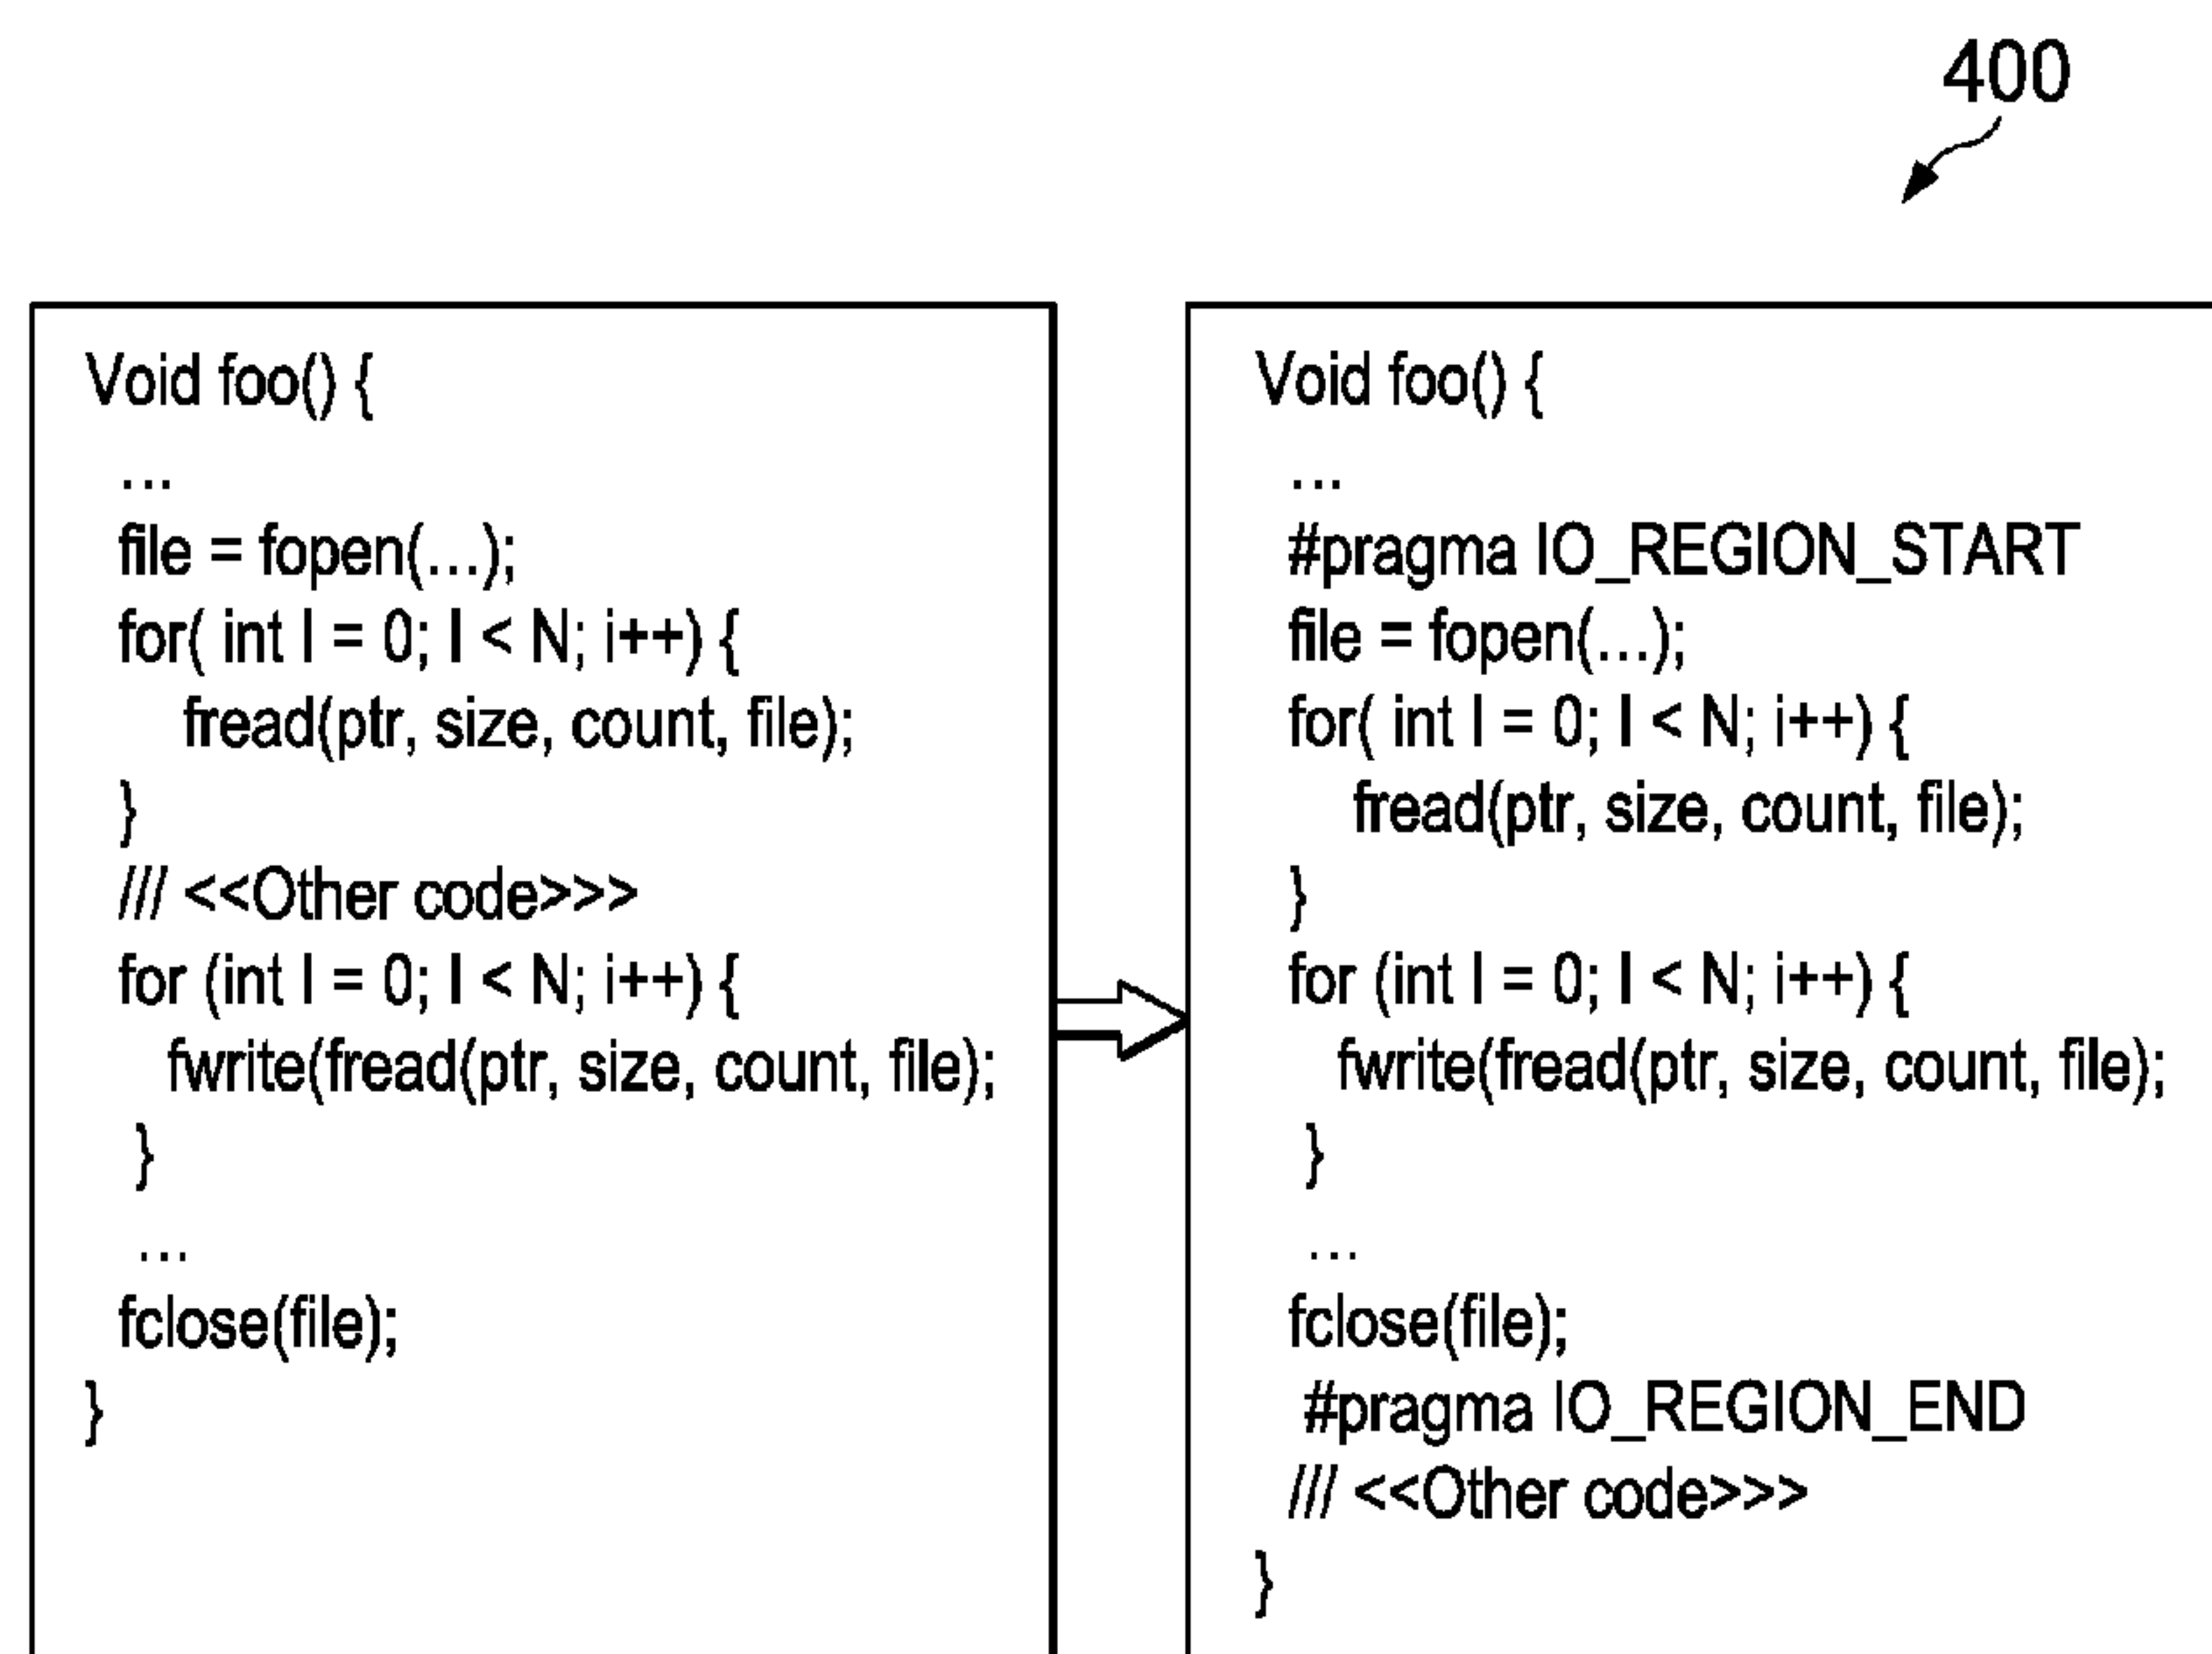 400
Void foo() {
...
file = fopen(...);
for( int I = 0; I < N; i++) {
fread(ptr, size, count, file);
}
/// <<Other code>>>
for (int I = 0; I < N; i++) {
fwrite(fread(ptr, size, count, file);
}
...
fclose(file);
}
Void foo() {
...
#pragma IO_REGION_START
file = fopen(...);
for( int I = 0; I < N; i++) {
fread(ptr, size, count, file);
}
for (int I = 0; I < N; i++) {
fwrite(fread(ptr, size, count, file);
}
...
fclose(file);
#pragma IO_REGION_END
/// <<Other code>>>
}